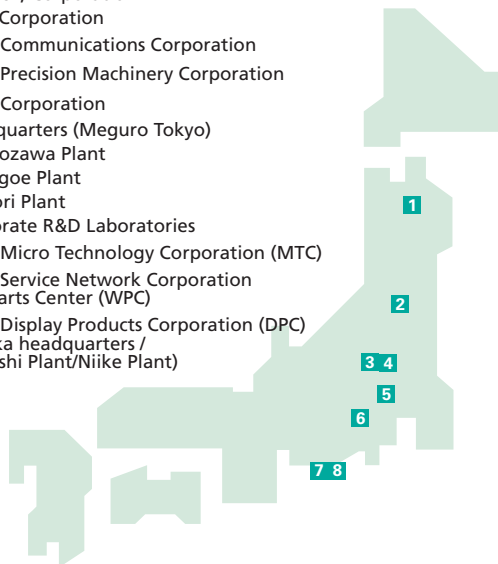 Corporation
Communications Corporation
Precision Machinery Corporation
Corporation
quarters (Meguro Tokyo)
ozawa Plant
goe Plant
ori Plant
orate R&D Laboratories
Micro Technology Corporation (MTC)
Service Network Corporation
arts Center (WPC)
Display Products Corporation (DPC)
ka headquarters /
shi Plant/Niike Plant)
1
2
3 4
5
6
7 8